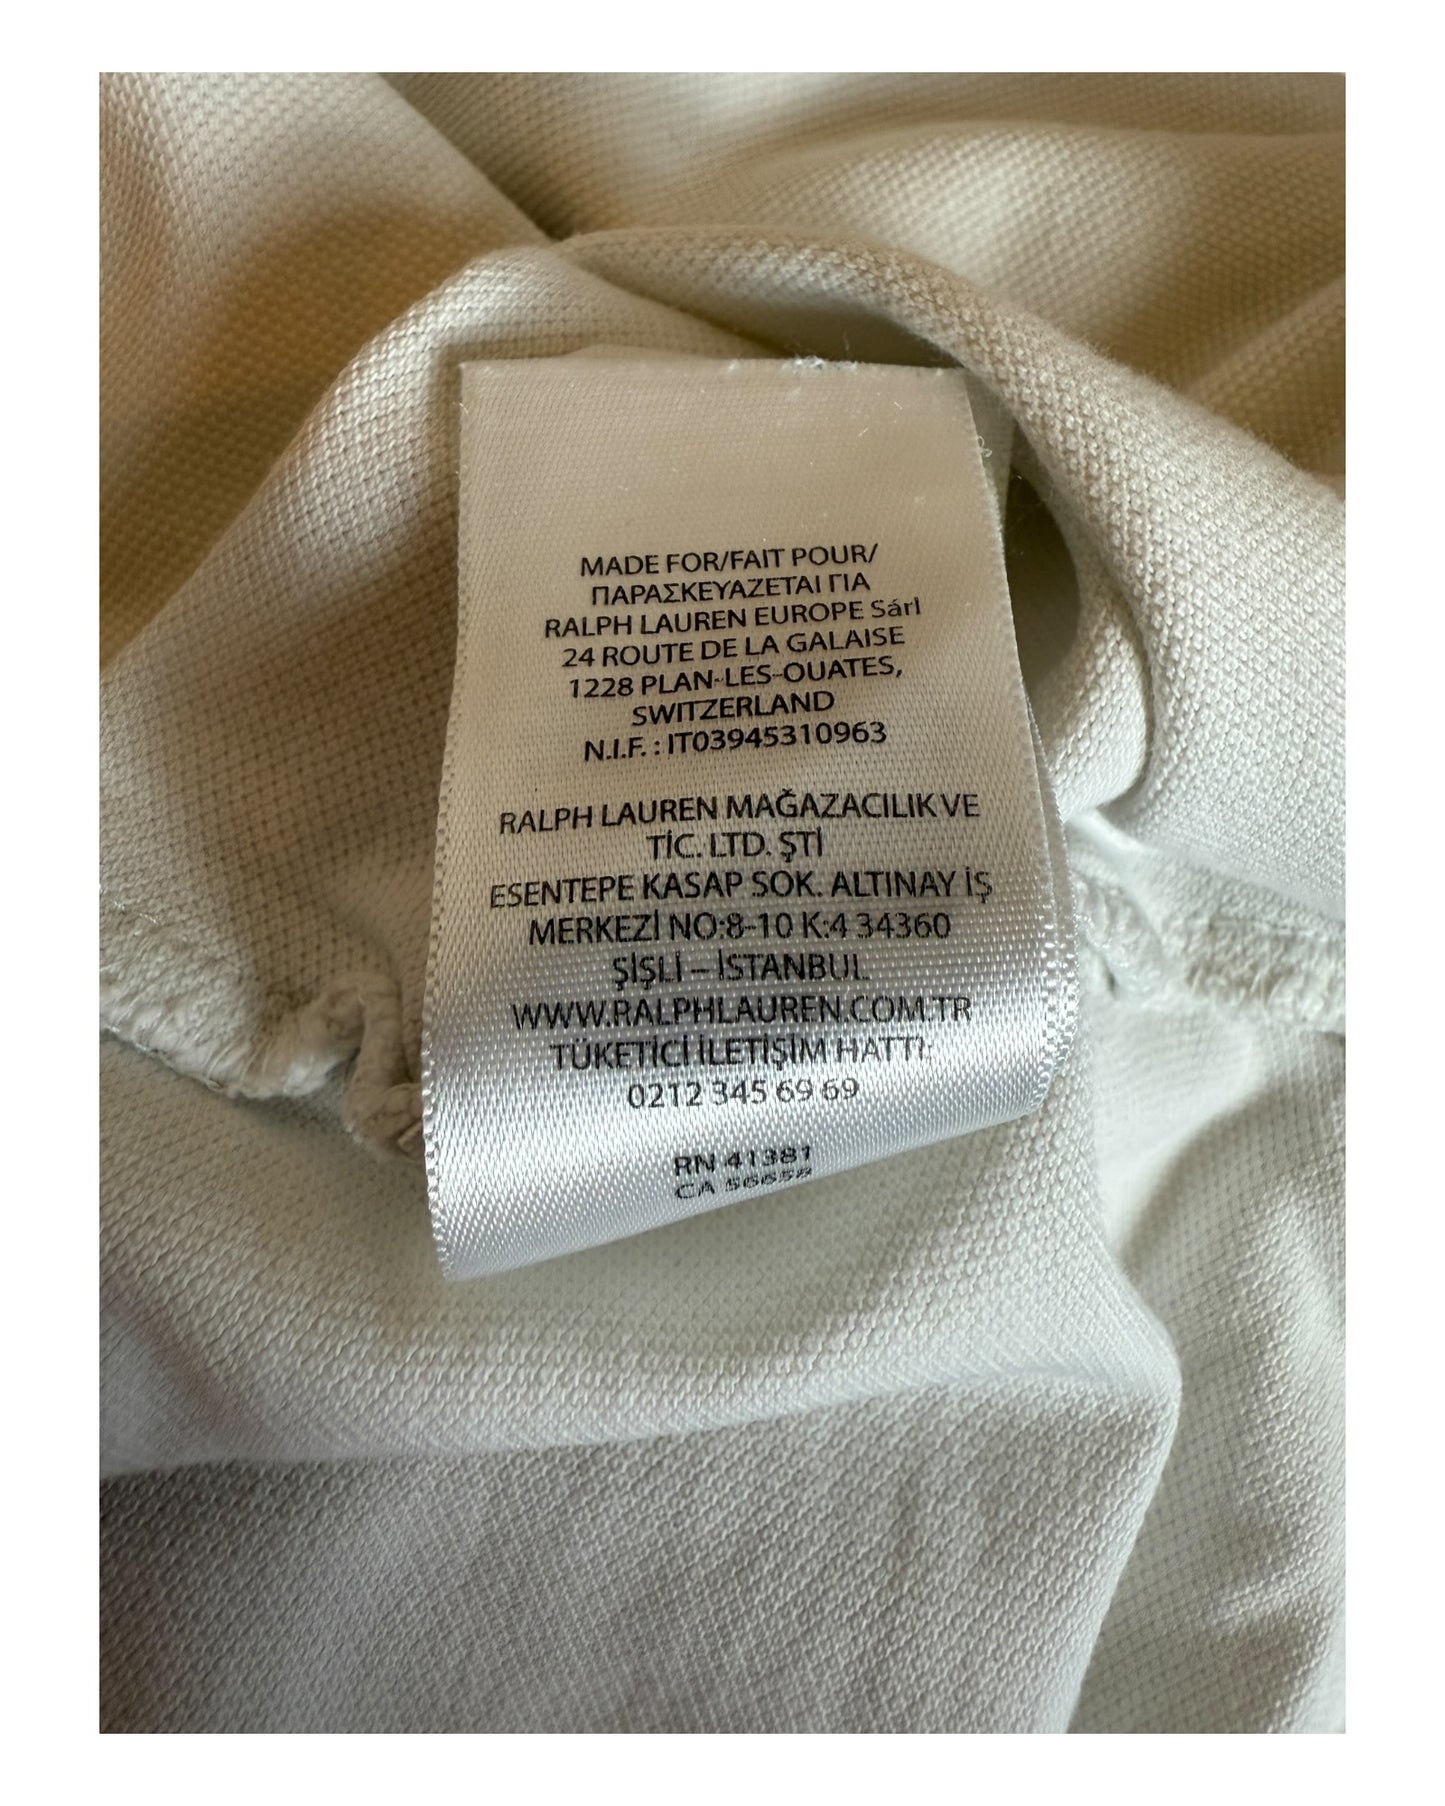 MADE FOR/FAIT POUR/
ΠΑΡΑΣΚΕΥΑΖΕΤΑΙ ΓΙΑ
RALPH LAUREN EUROPE Sárl
24 ROUTE DE LA GALAISE
1228 PLAN-LES-OUATES,
SWITZERLAND
N.I.F. : IT03945310963
RALPH LAUREN MAĞAZACILIK VE
TİC. LTD. ŞTİ
ESENTEPE KASAP SOK. ALTINAY İŞ
MERKEZİ NO:8-10 K:4 34360
ŞİŞLİ – İSTANBUL
WWW.RALPHLAUREN.COM.TR
TÜKETİCİ İLETİŞİM HATTI:
0212 345 69 69
RN 41381
CA 56658